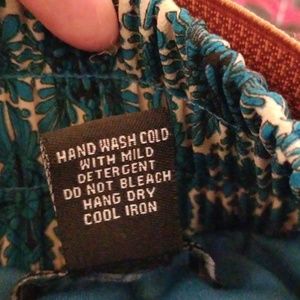 HAND WASH COLD
WITH MILD
DETERGENT
DO NOT BLEACH
HANG DRY
COOL IRON